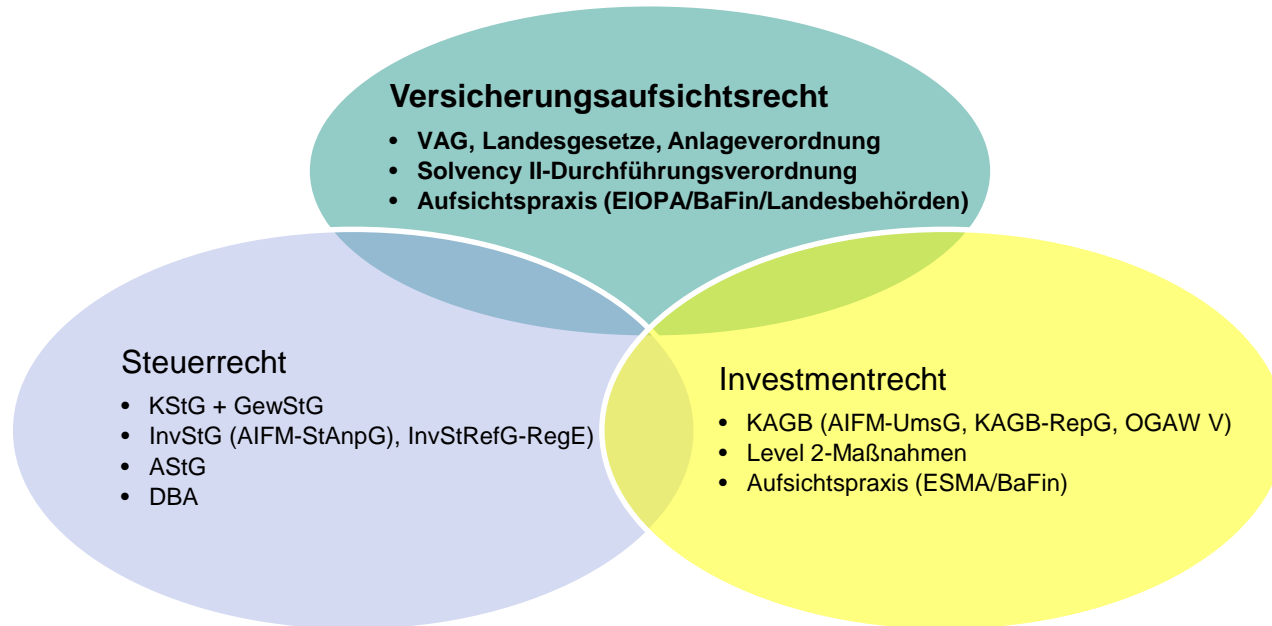 Versicherungsaufsichtsrecht
• VAG, Landesgesetze, Anlageverordnung
• Solvency II-Durchführungsverordnung
• Aufsichtspraxis (EIOPA/BaFin/Landesbehörden)
Steuerrecht
• KStG + GewStG
• InvStG (AIFM-StAnpG), InvStRefG-RegE)
• AStG
• DBA
Investmentrecht
• KAGB (AIFM-UmsG, KAGB-RepG, OGAW V)
• Level 2-Maßnahmen
• Aufsichtspraxis (ESMA/BaFin)